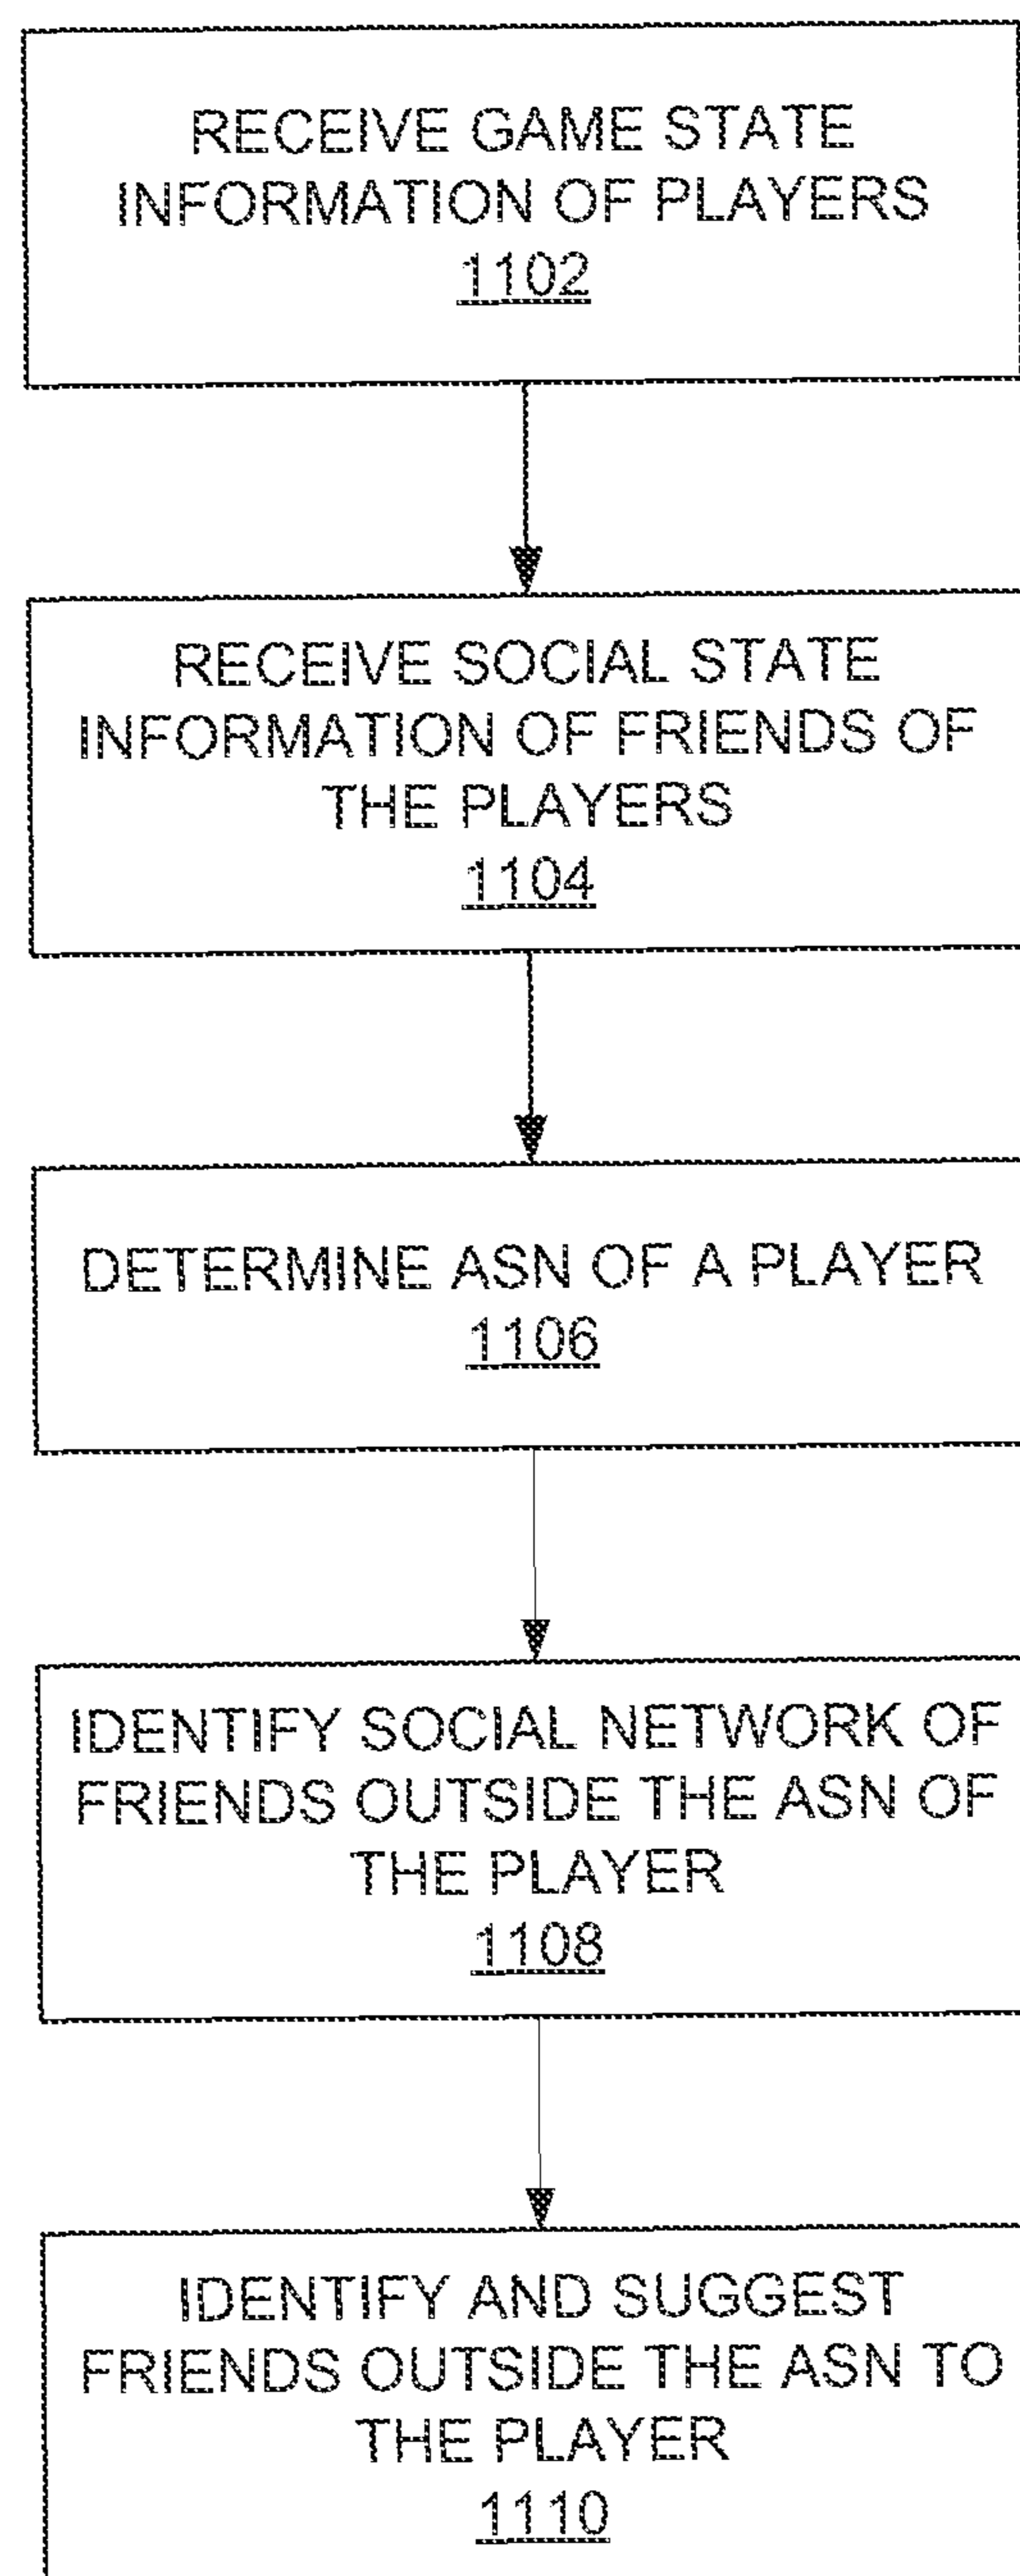 RECEIVE GAME STATE
INFORMATION OF PLAYERS
1102
RECEIVE SOCIAL STATE
INFORMATION OF FRIENDS OF
THE PLAYERS
1104
DETERMINE ASN OF A PLAYER
1106
IDENTIFY SOCIAL NETWORK OF
FRIENDS OUTSIDE THE ASN OF
THE PLAYER
1108
IDENTIFY AND SUGGEST
FRIENDS OUTSIDE THE ASN TO
THE PLAYER
1110